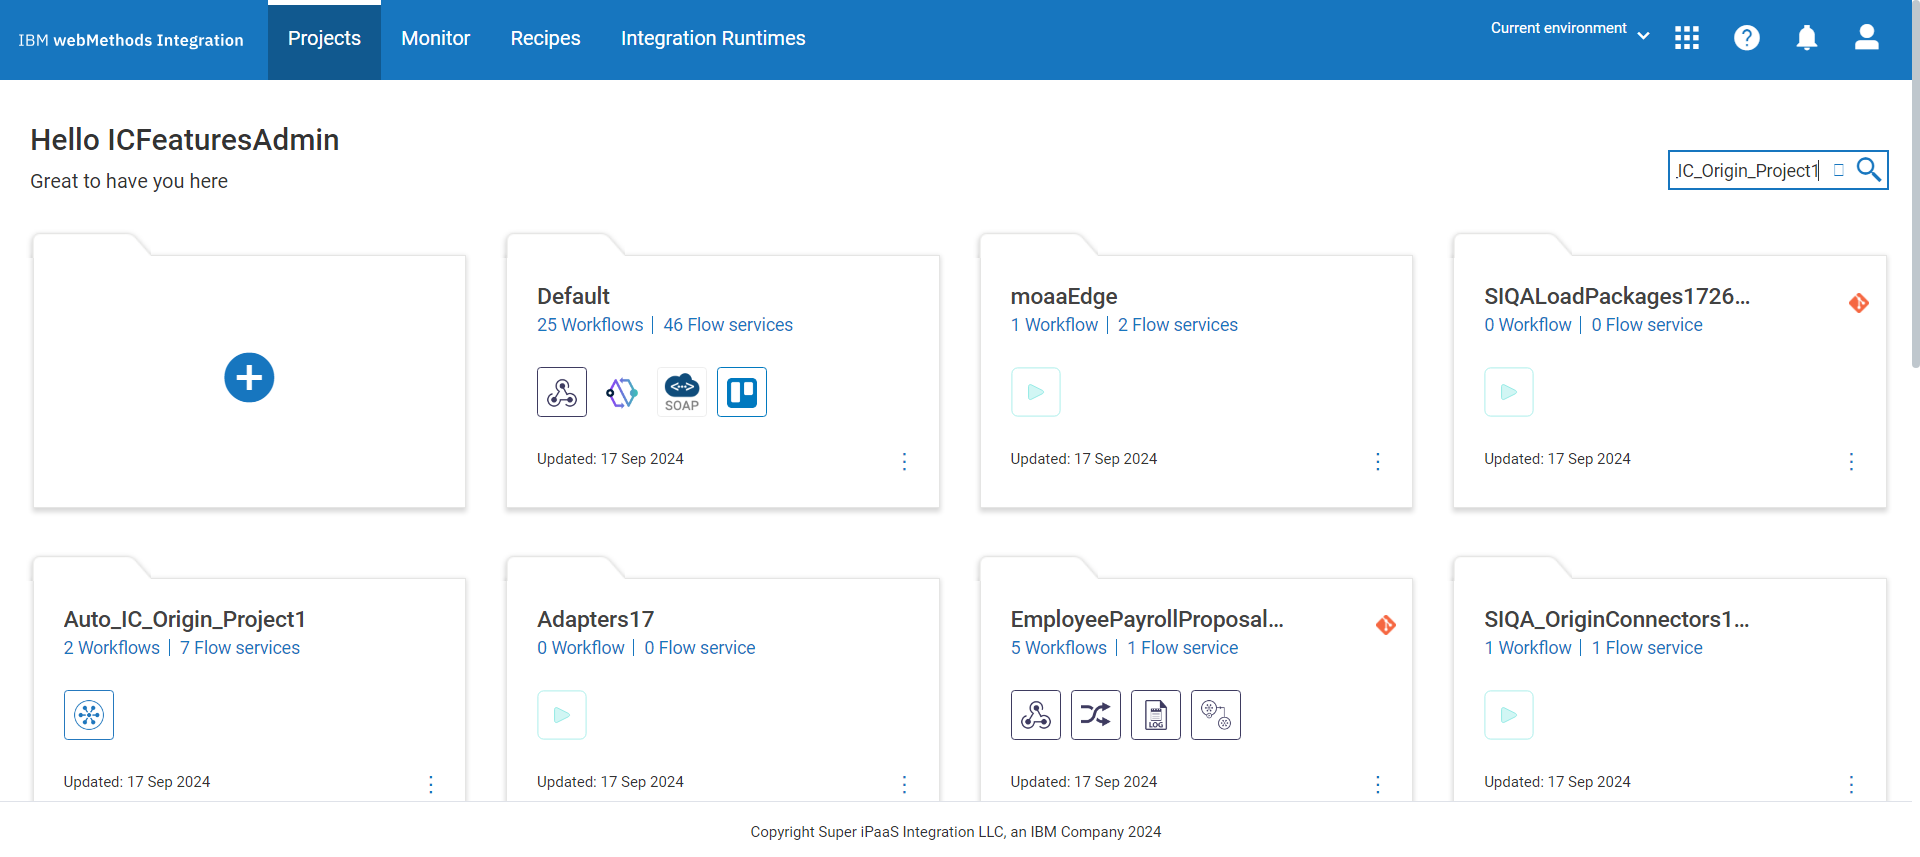 IBM webMethods Integration
Projects
Monitor
Recipes
Integration Runtimes
Current environment
Hello ICFeaturesAdmin
Great to have you here
_IC_Origin_Project1
Default
25 Workflows | 46 Flow services
SOAP
Updated: 17 Sep 2024
moaaEdge
1 Workflow | 2 Flow services
Updated: 17 Sep 2024
SIQALoadPackages1726...
0 Workflow | 0 Flow service
Updated: 17 Sep 2024
Auto_IC_Origin_Project1
2 Workflows | 7 Flow services
Updated: 17 Sep 2024
Adapters17
0 Workflow | 0 Flow service
Updated: 17 Sep 2024
EmployeePayrollProposal...
5 Workflows | 1 Flow service
LOG
Updated: 17 Sep 2024
SIQA_OriginConnectors1...
1 Workflow | 1 Flow service
Updated: 17 Sep 2024
Copyright Super iPaaS Integration LLC, an IBM Company 2024